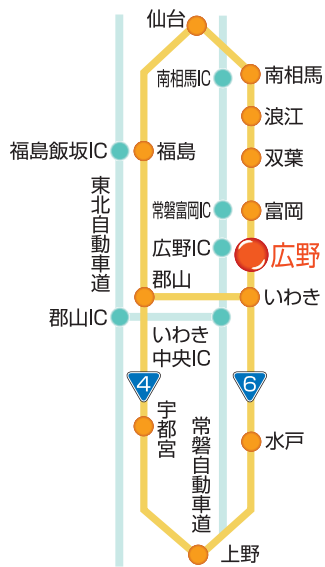 仙台
南相馬IC
南相馬
浪江
福島飯坂IC
福島
双葉
東北自動車道
常磐富岡IC
富岡
広野IC
広野
郡山
いわき
郡山IC
いわき
中央IC
4
6
宇都宮
常磐自動車道
水戸
上野